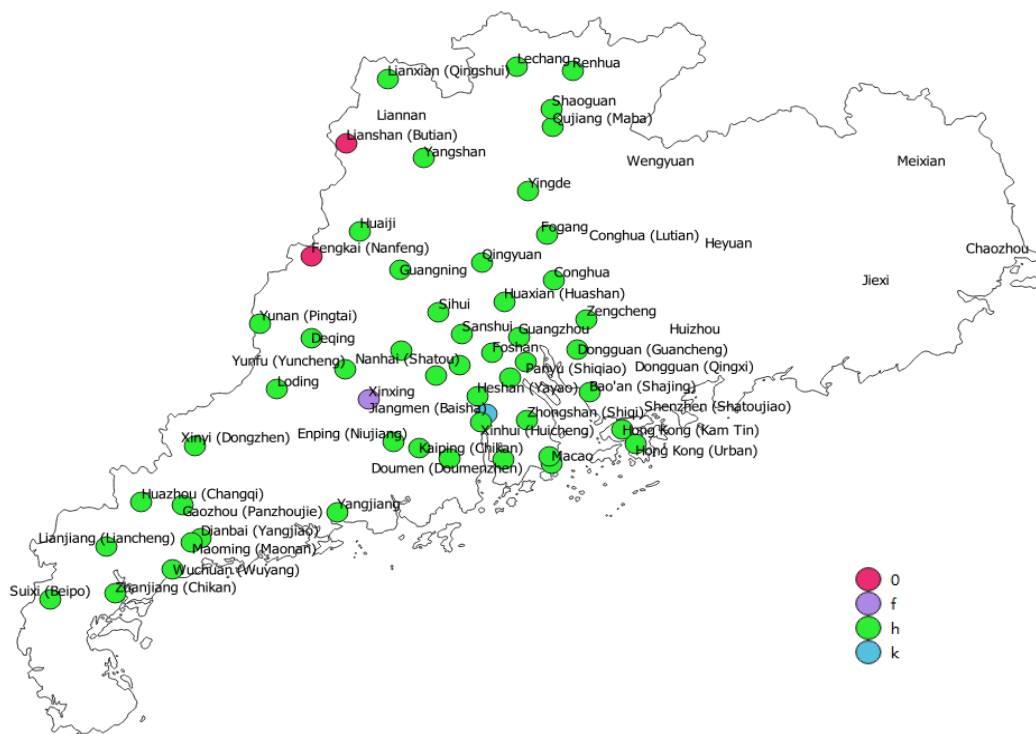 Lechang
Renhua
Lianxian (Qingshui)
Shaoguan
Liannan
Qujiang (Maba)
Lianshan (Butian)
Yangshan
Wengyuan
Meixian
Yingde
Huaiji
Fogang
Conghua (Lutian)
Heyuan
Fengkai (Nanfeng)
Qingyuan
Chaozhou
Guangning
Conghua
Jiexi
Huaxian (Huashan)
Sihui
Zengcheng
Yunan (Pingtai)
Sanshui
Guangzhou
Huizhou
Deqing
Foshan
Dongguan (Guancheng)
Yunfu (Yuncheng)
Nanhai (Shatou)
Panyu (Shiqiao)
Dongguan (Qingxi)
Loding
Xinxing
Heshan (Yayao)
Bao'an (Shajing)
Jiangmen (Baisha)
Zhongshan (Shiqi)
Shenzhen (Shatoujiao)
Xinyi (Dongzhen)
Enping (Niujiang)
Xinhui (Huicheng)
Hong Kong (Kam Tin)
Kaiping (Chikan)
Macao
Hong Kong (Urban)
Doumen (Doumenzhen)
Huazhou (Changqi)
Gaozhou (Panzhoujie)
Yangjiang
Lianjiang (Liancheng)
Dianbai (Yangjiao)
Maoming (Maonan)
Wuchuan (Wuyang)
Suixi (Beipo)
Zhanjiang (Chikan)
0
f
h
k